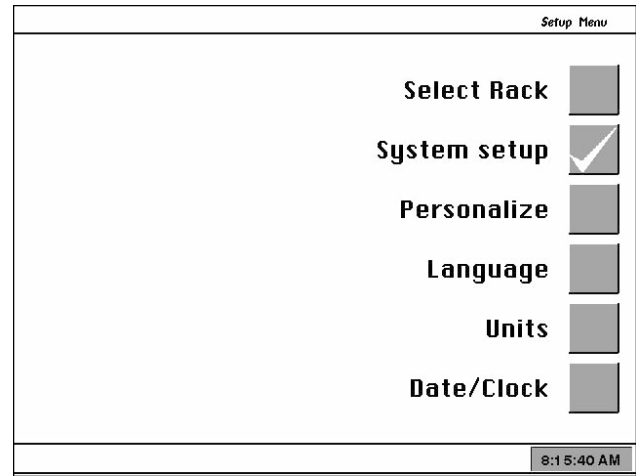 Setup Menu
Select Rack
System setup
Personalize
Language
Units
Date/Clock
8:15:40 AM